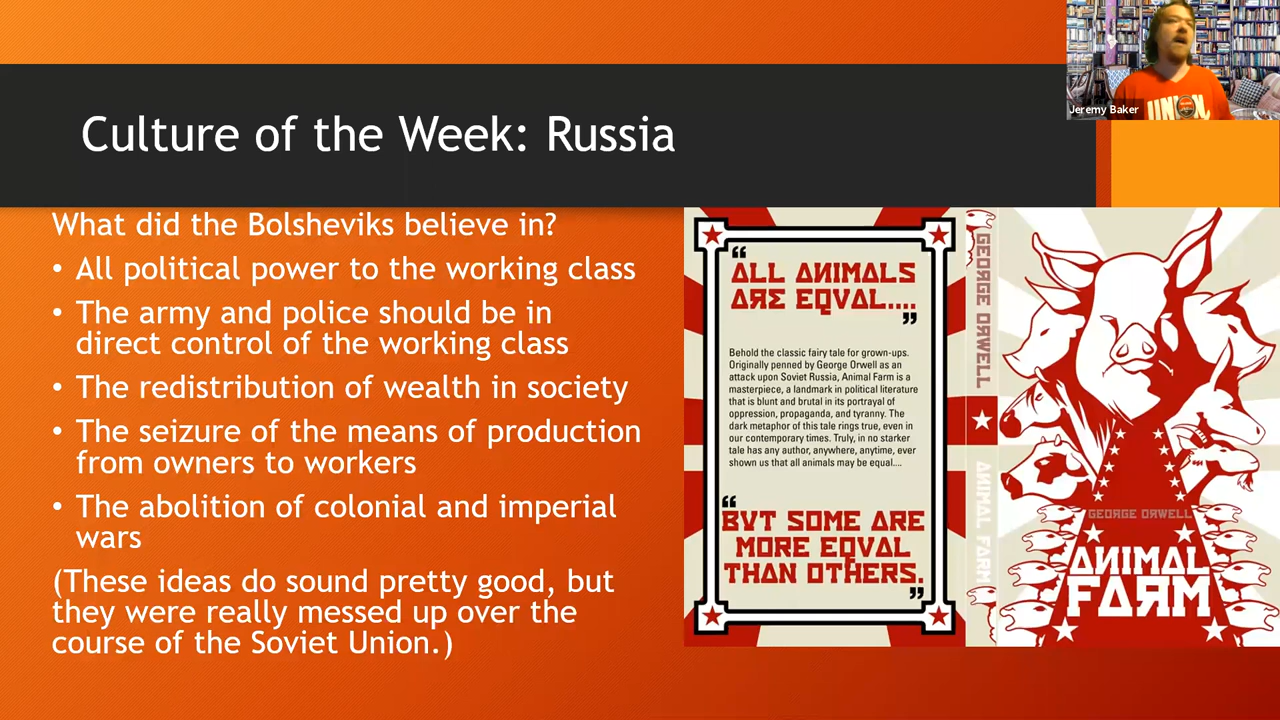 Culture of the Week: Russia
Jeremy Baker
UNION
What did the Bolsheviks believe in?
• All political power to the working class
• The army and police should be in
direct control of the working class
• The redistribution of wealth in society
• The seizure of the means of production
from owners to workers
• The abolition of colonial and imperial
wars
(These ideas do sound pretty good, but
they were really messed up over the
course of the Soviet Union.)
“
ALL ANIMALS
ARE EQVAL....
”
Behold the classic fairy tale for grown-ups.
Originally penned by George Orwell as an
attack upon Soviet Russia, Animal Farm is a
masterpiece, a landmark in political literature
that is blunt and brutal in its portrayal of
oppression, propaganda, and tyranny. The
dark metaphor of this tale rings true, even in
our contemporary times. Truly, in no starker
tale has any author, anywhere, anytime, ever
shown us that all animals may be equal....
“
BVT SOME ARE
MORE EQVAL
THAN OTHERS.
”
GEORGE ORWELL
ANIMAL FARM
GEORGE ORWELL
ANIMAL
FARM